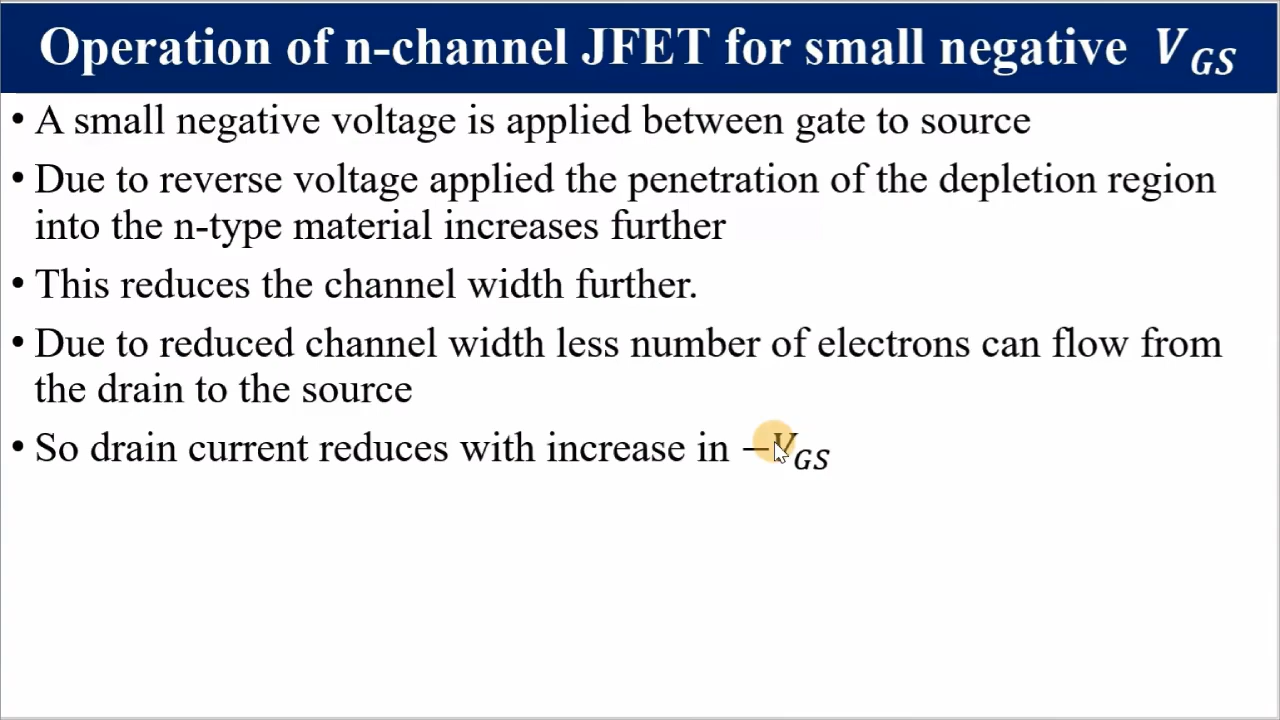 Operation of n-channel JFET for small negative V_GS
• A small negative voltage is applied between gate to source
• Due to reverse voltage applied the penetration of the depletion region
into the n-type material increases further
• This reduces the channel width further.
• Due to reduced channel width less number of electrons can flow from
the drain to the source
• So drain current reduces with increase in −V_GS